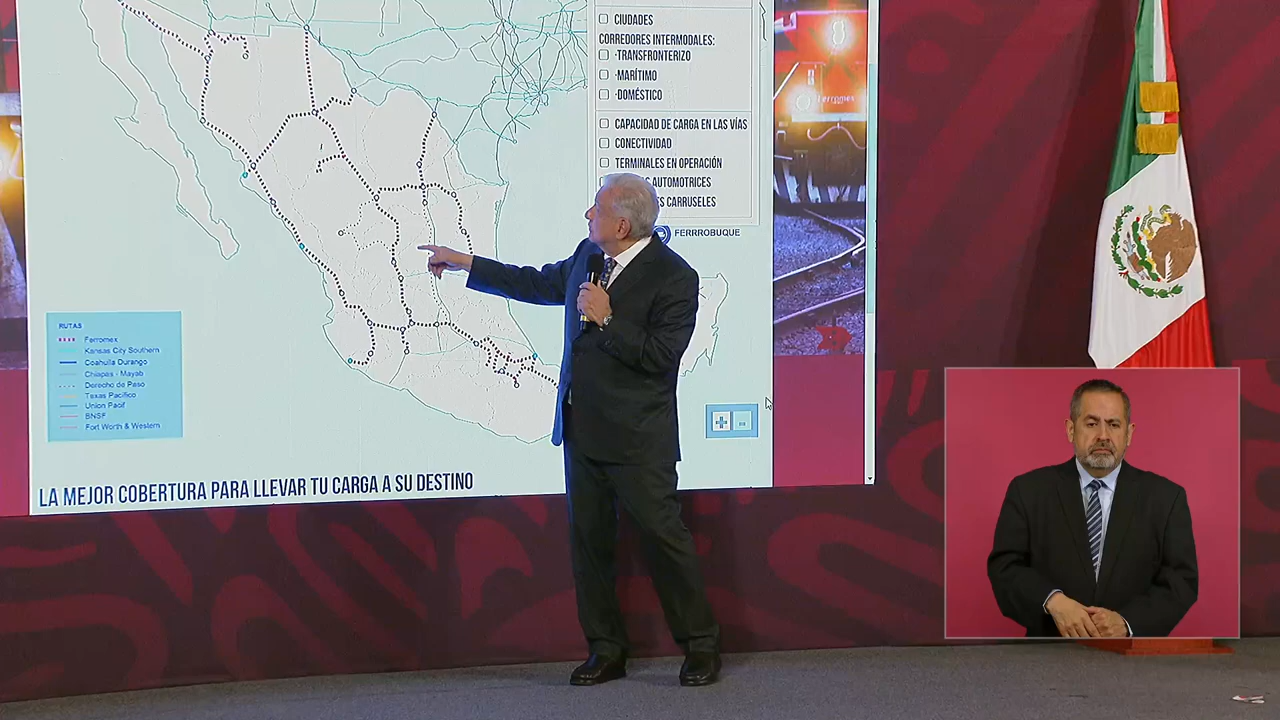 CIUDADES
CORREDORES INTERMODALES:
·TRANSFRONTERIZO
·MARÍTIMO
·DOMÉSTICO
CAPACIDAD DE CARGA EN LAS VÍAS
CONECTIVIDAD
TERMINALES EN OPERACIÓN
AUTOMOTRICES
CARRUSELES
FERRROBUQUE
Ferromex
RUTAS
Ferromex
Kansas City Southern
Coahuila Durango
Chiapas - Mayab
Derecho de Paso
Texas Pacifico
Union Pacif
BNSF
Fort Worth & Western
LA MEJOR COBERTURA PARA LLEVAR TU CARGA A SU DESTINO